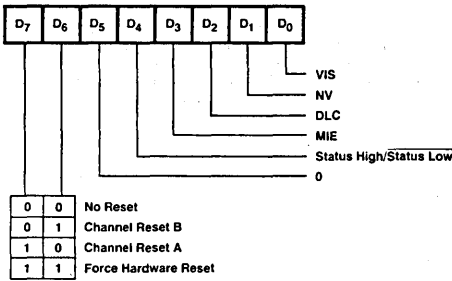 D7 D6 D5 D4 D3 D2 D1 D0
VIS
NV
DLC
MIE
Status High/Status Low
0
0 0 No Reset
0 1 Channel Reset B
1 0 Channel Reset A
1 1 Force Hardware Reset